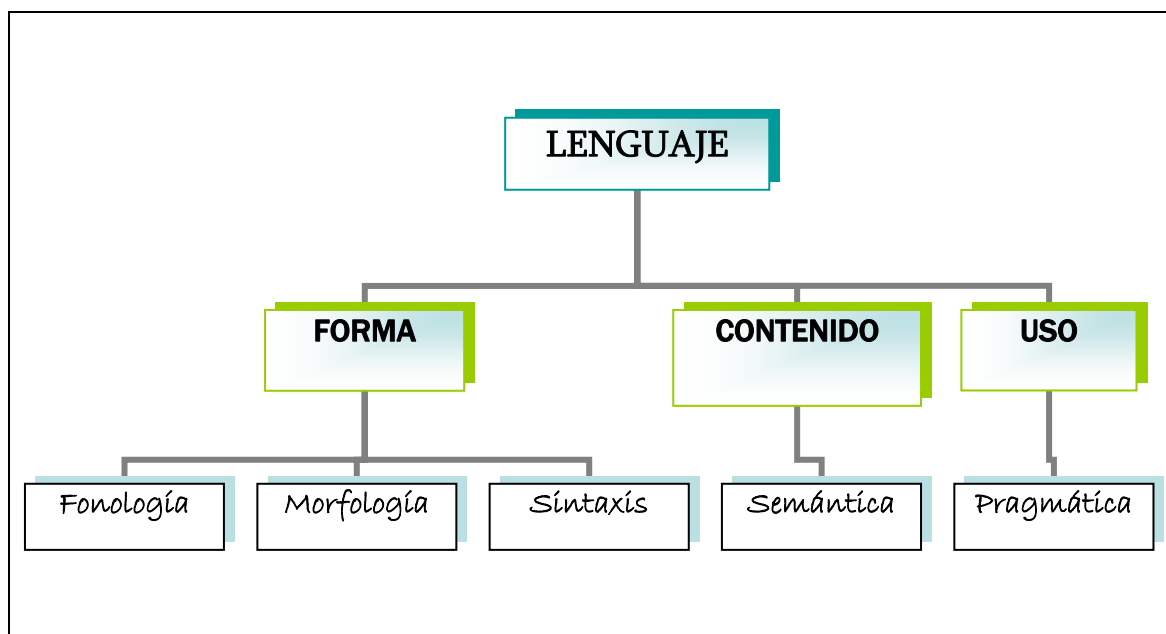 LENGUAJE
FORMA
CONTENIDO
USO
Fonología
Morfología
Sintaxis
Semántica
Pragmática